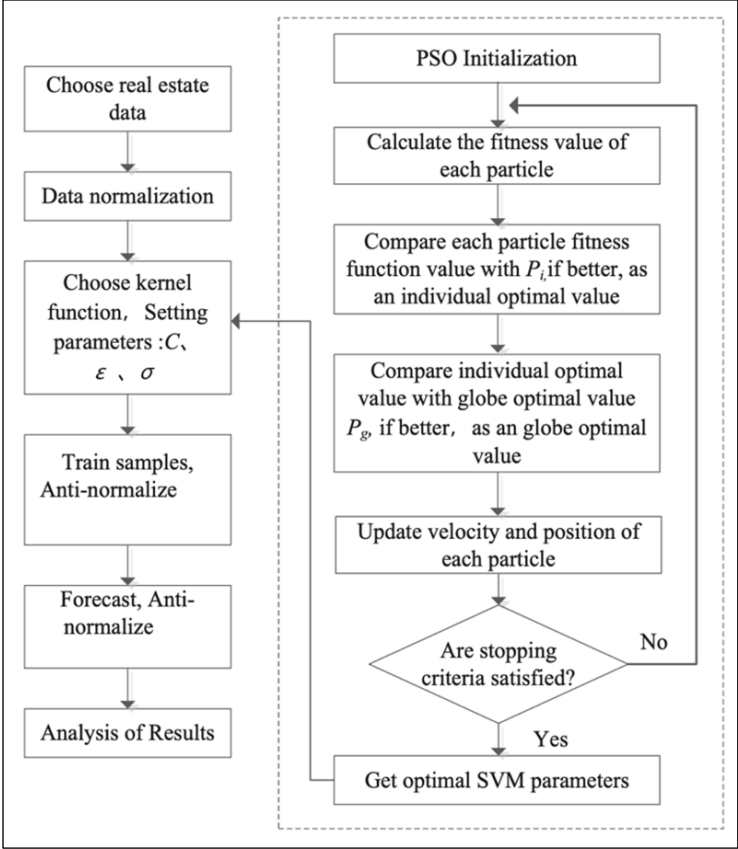 Choose real estate
data
Data normalization
Choose kernel
function, Setting
parameters :C、
ε 、 σ
Train samples,
Anti-normalize
Forecast, Anti-
normalize
Analysis of Results
PSO Initialization
Calculate the fitness value of
each particle
Compare each particle fitness
function value with Pi,if better, as
an individual optimal value
Compare individual optimal
value with globe optimal value
Pg, if better, as an globe optimal
value
Update velocity and position of
each particle
Are stopping
criteria satisfied?
No
Yes
Get optimal SVM parameters